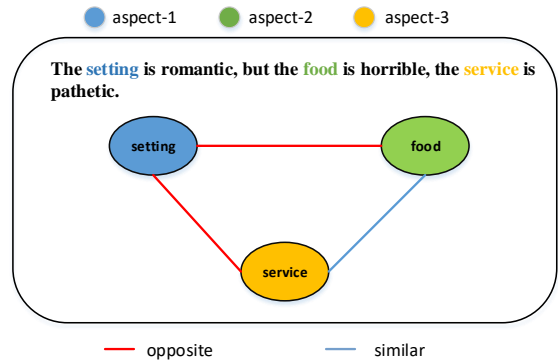 aspect-1 aspect-2 aspect-3
The setting is romantic, but the food is horrible, the service is
pathetic.
setting food
service
opposite similar